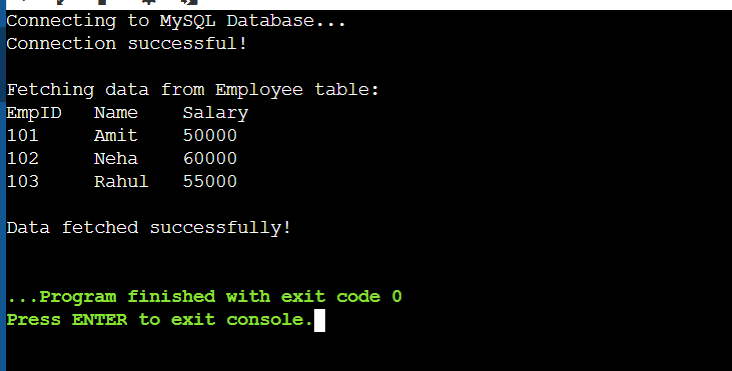 Connecting to MySQL Database...
Connection successful!
Fetching data from Employee table:
EmpID   Name    Salary
101     Amit    50000
102     Neha    60000
103     Rahul   55000
Data fetched successfully!
...Program finished with exit code 0
Press ENTER to exit console.